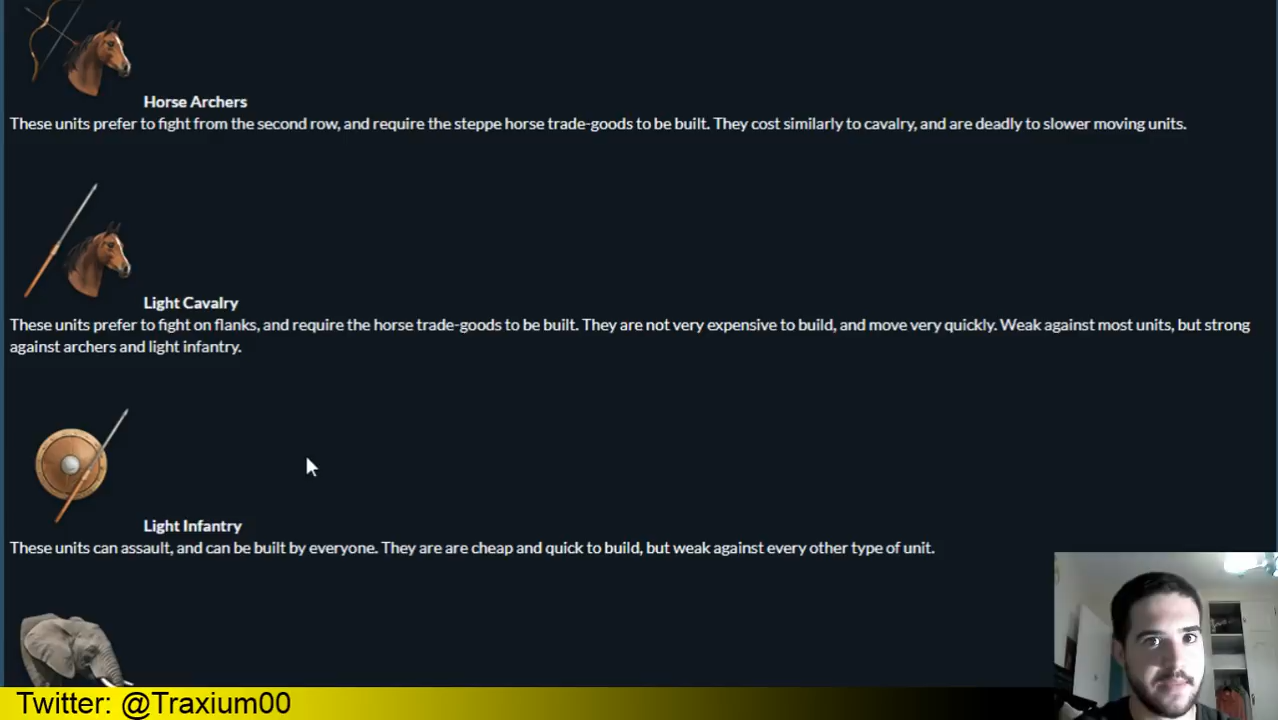 Horse Archers
These units prefer to fight from the second row, and require the steppe horse trade-goods to be built. They cost similarly to cavalry, and are deadly to slower moving units.
Light Cavalry
These units prefer to fight on flanks, and require the horse trade-goods to be built. They are not very expensive to build, and move very quickly. Weak against most units, but strong
against archers and light infantry.
Light Infantry
These units can assault, and can be built by everyone. They are are cheap and quick to build, but weak against every other type of unit.
Twitter: @Traxium00